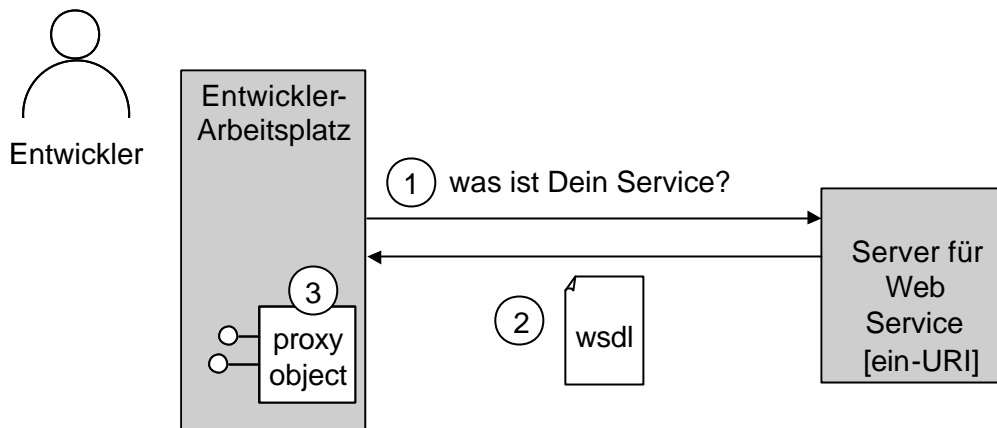 Entwickler
Entwickler-
Arbeitsplatz
1 was ist Dein Service?
2
wsdl
3
proxy
object
Server für
Web
Service
[ein-URI]